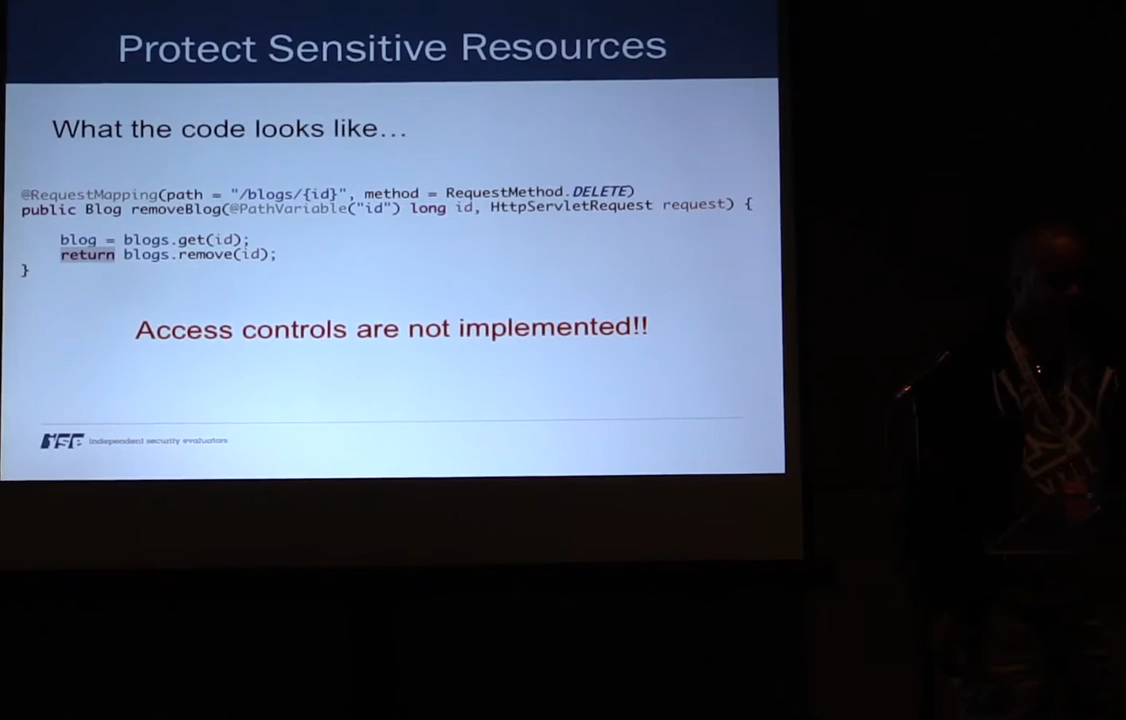 Protect Sensitive Resources
What the code looks like…
@RequestMapping(path = "/blogs/{id}", method = RequestMethod.DELETE)
public Blog removeBlog(@PathVariable("id") long id, HttpServletRequest request) {
blog = blogs.get(id);
return blogs.remove(id);
}
Access controls are not implemented!!
ise independent security evaluators